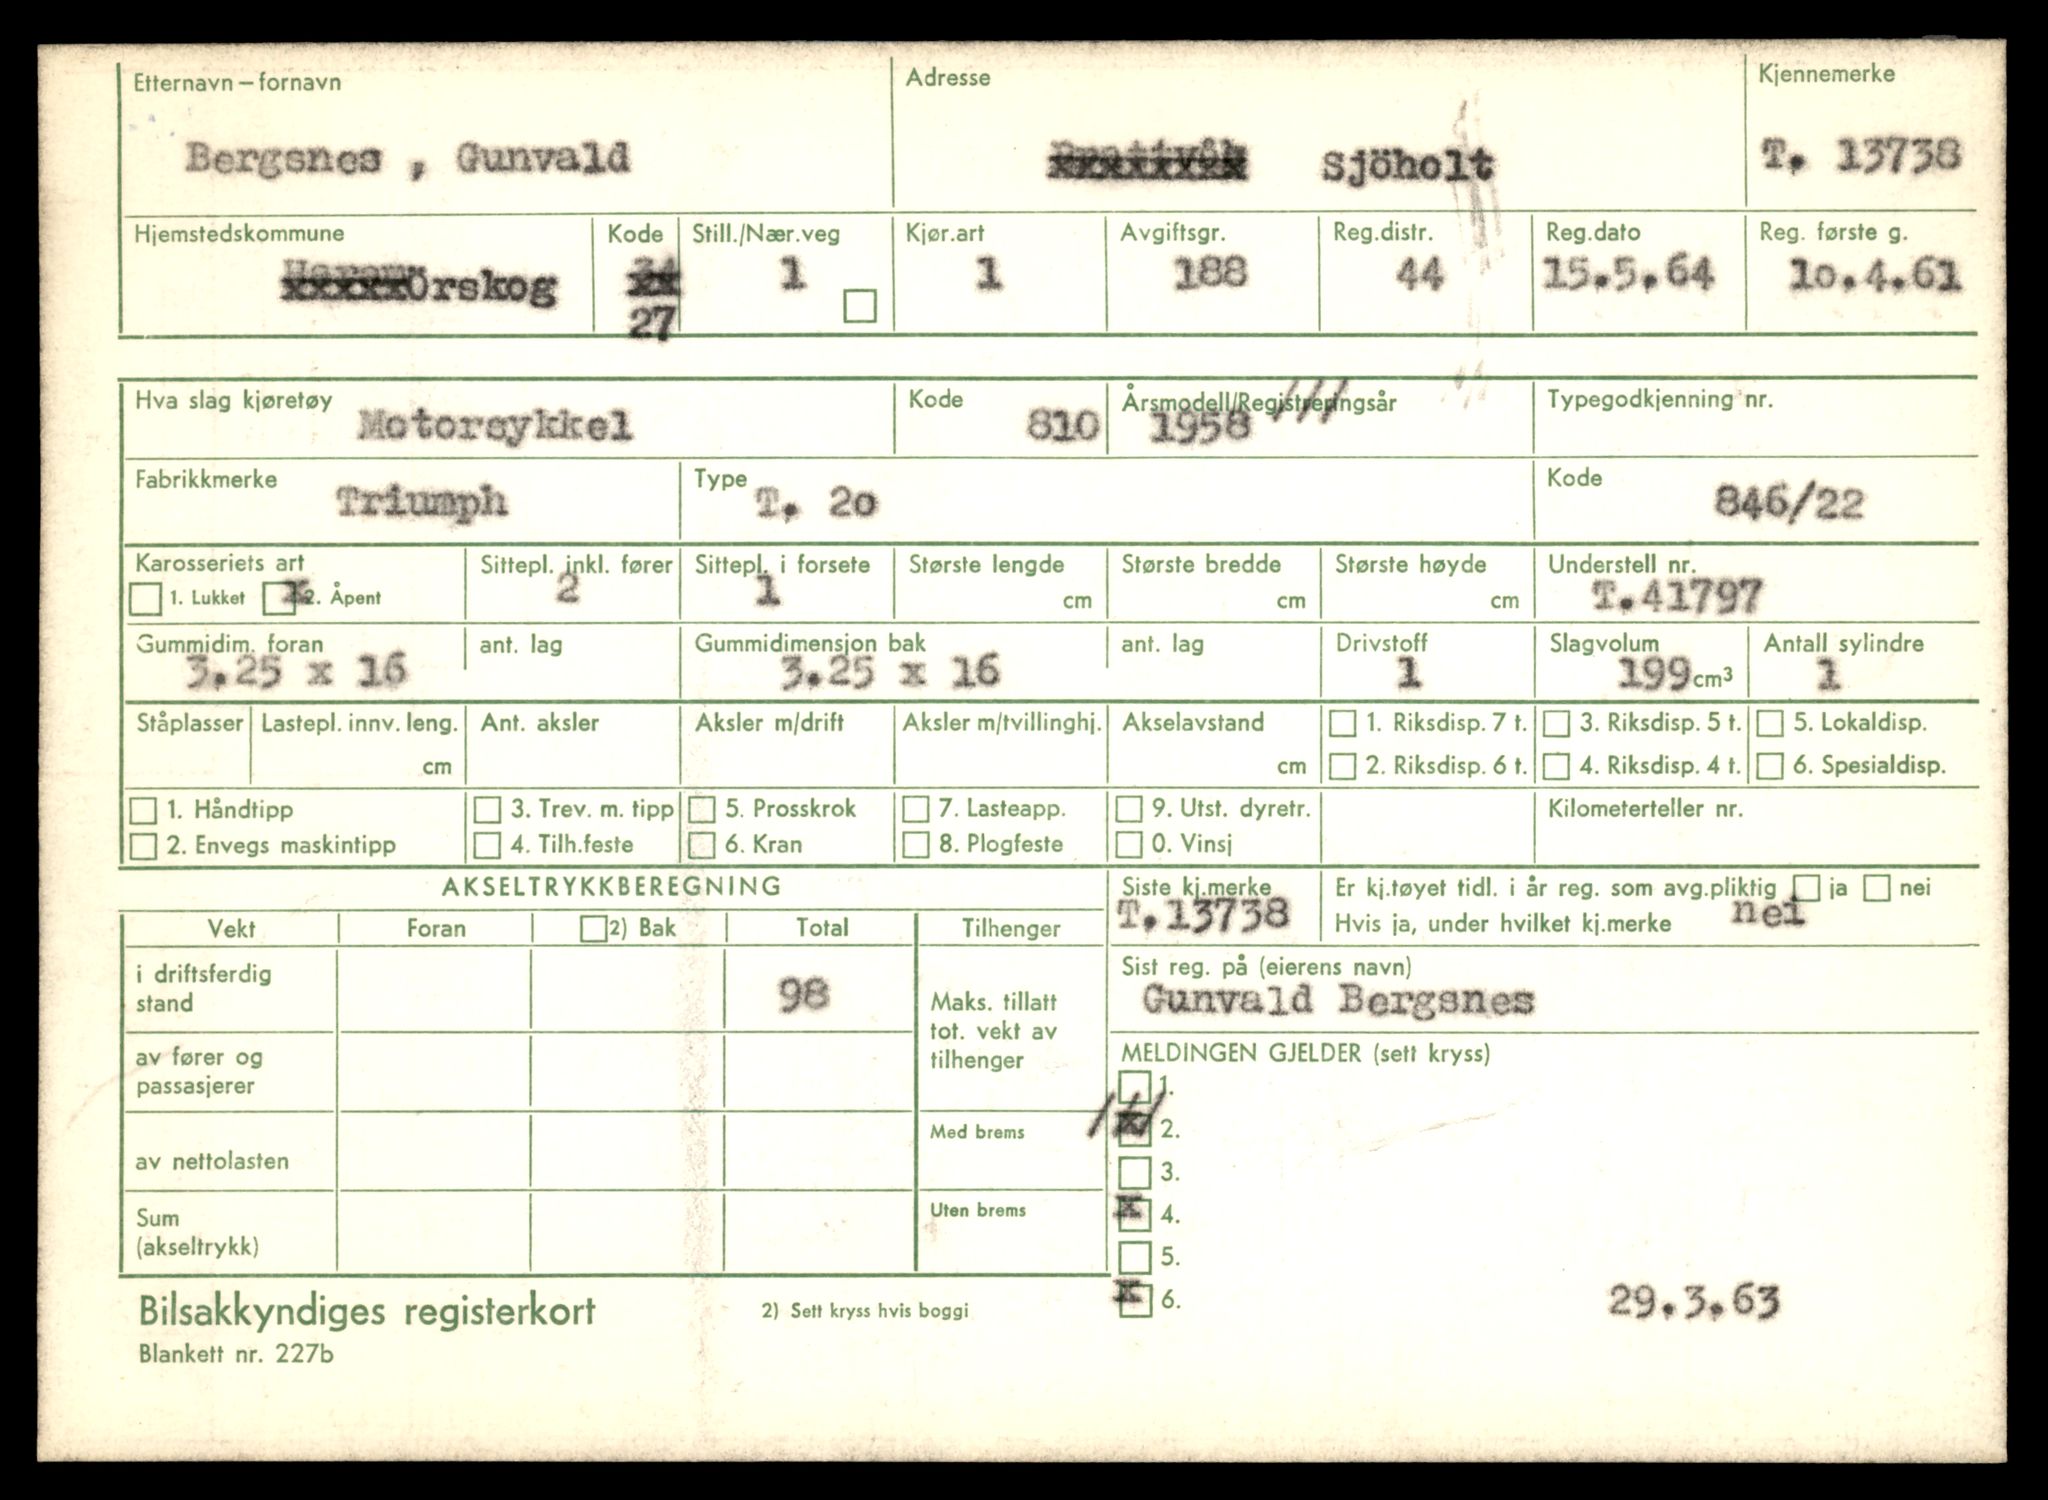 Etternavn – fornavn Adresse Kjennemerke
Bergsnes , Gunvald Sjöholt T. 13738
Hjemstedskommune Kode Still./Nær.veg Kjør.art Avgiftsgr. Reg.distr. Reg.dato Reg. første g.
Örskog 1 1 188 44 15.5.64 10.4.61
27
Hva slag kjøretøy Kode Årsmodell/Registreringsår Typegodkjenning nr.
Motorsykkel 810 1958 ///
Fabrikkmerke Type Kode
Triumph T. 2o 846/22
Karosseriets art Sittepl. inkl. fører Sittepl. i forsete Største lengde Største bredde Største høyde Understell nr.
1. Lukket x 2. Åpent 2 1 cm cm cm T.41797
Gummidim. foran ant. lag Gummidimensjon bak ant. lag Drivstoff Slagvolum Antall sylindre
3.25 x 16 3.25 x 16 1 199 cm³ 1
Ståplasser Lastepl. innv. leng. Ant. aksler Aksler m/drift Aksler m/tvillinghj. Akselavstand 1. Riksdisp. 7 t. 3. Riksdisp. 5 t. 5. Lokaldisp.
cm cm 2. Riksdisp. 6 t. 4. Riksdisp. 4 t. 6. Spesialdisp.
1. Håndtipp 3. Trev. m. tipp 5. Prosskrok 7. Lasteapp. 9. Utst. dyretr. Kilometerteller nr.
2. Envegs maskintipp 4. Tilh.feste 6. Kran 8. Plogfeste 0. Vinsj
AKSELTRYKKBEREGNING Siste kj.merke Er kj.tøyet tidl. i år reg. som avg.pliktig ja nei
T.13738 Hvis ja, under hvilket kj.merke nei
Vekt Foran 2) Bak Total Tilhenger
i driftsferdig stand 98
Sist reg. på (eierens navn)
Gunvald Bergsnes
Maks. tillatt
tot. vekt av
tilhenger
av fører og
passasjerer
MELDINGEN GJELDER (sett kryss)
1.
/// x 2.
Med brems
av nettolasten
3.
x 4.
Uten brems
Sum
(akseltrykk)
5.
x 6. 29.3.63
Bilsakkyndiges registerkort 2) Sett kryss hvis boggi
Blankett nr. 227b